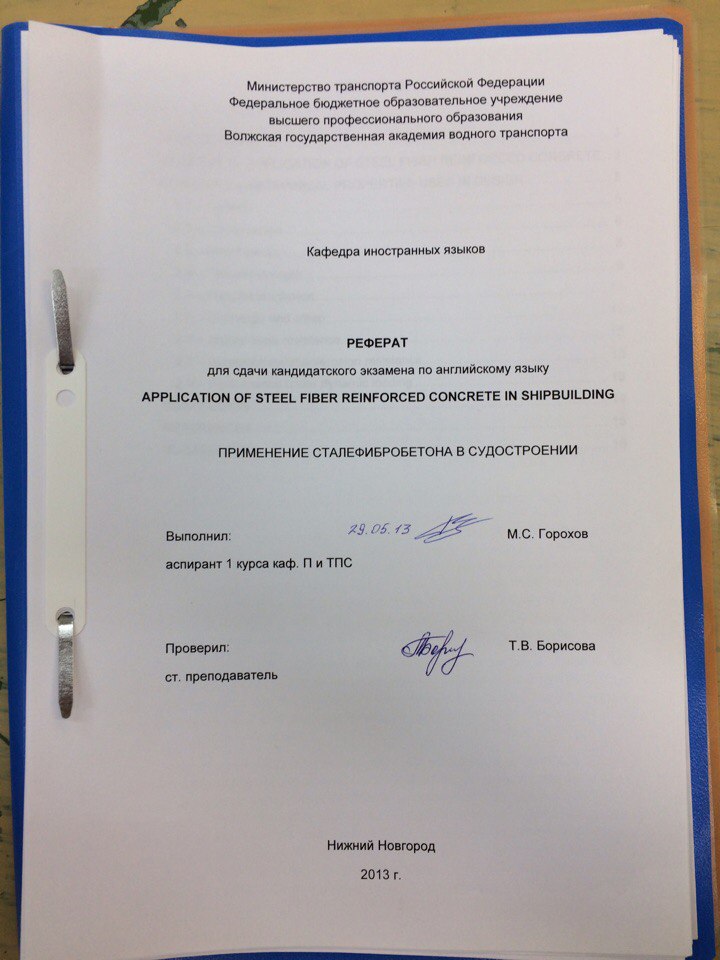 Министерство транспорта Российской Федерации
Федеральное бюджетное образовательное учреждение
высшего профессионального образования
Волжская государственная академия водного транспорта
Кафедра иностранных языков
РЕФЕРАТ
для сдачи кандидатского экзамена по английскому языку
APPLICATION OF STEEL FIBER REINFORCED CONCRETE IN SHIPBUILDING
ПРИМЕНЕНИЕ СТАЛЕФИБРОБЕТОНА В СУДОСТРОЕНИИ
Выполнил: 29.05.13 М.С. Горохов
аспирант 1 курса каф. П и ТПС
Проверил: Т.В. Борисова
ст. преподаватель
Нижний Новгород
2013 г.